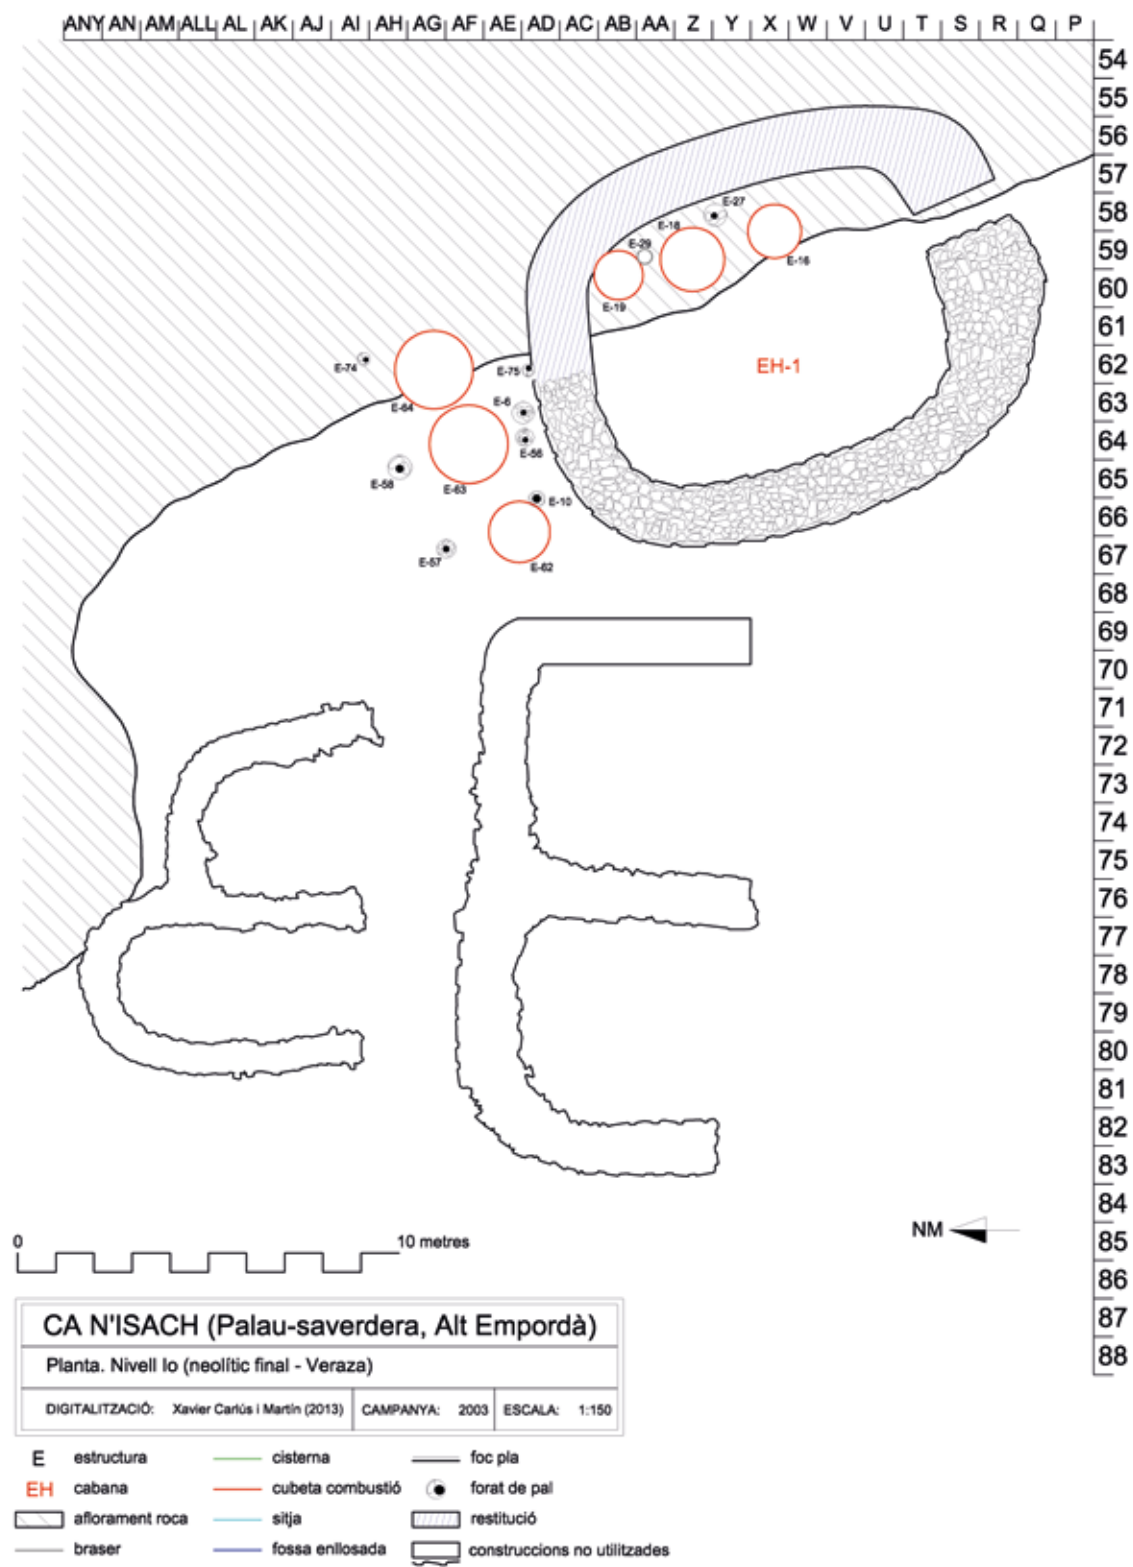 ANY AN AM ALL AL AK AJ AI AH AG AF AE AD AC AB AA Z Y X W V U T S R Q P
54
55
56
57
E-27
58
E-18
E-29
59
E-16
60
E-19
61
E-74
E-75
62
EH-1
E-64
E-6
63
E-56
64
E-58
E-63
65
E-10
66
E-57
E-62
67
68
69
70
71
72
73
74
75
76
77
78
79
80
81
82
83
84
NM
85
0
10 metres
86
87
88
CA N'ISACH (Palau-saverdera, Alt Empordà)
Planta. Nivell Io (neolític final - Veraza)
DIGITALITZACIÓ: Xavier Carlús i Martín (2013) CAMPANYA: 2003 ESCALA: 1:150
E estructura cisterna foc pla
EH cabana cubeta combustió forat de pal
aflorament roca sitja restitució
braser fossa enllosada construccions no utilitzades